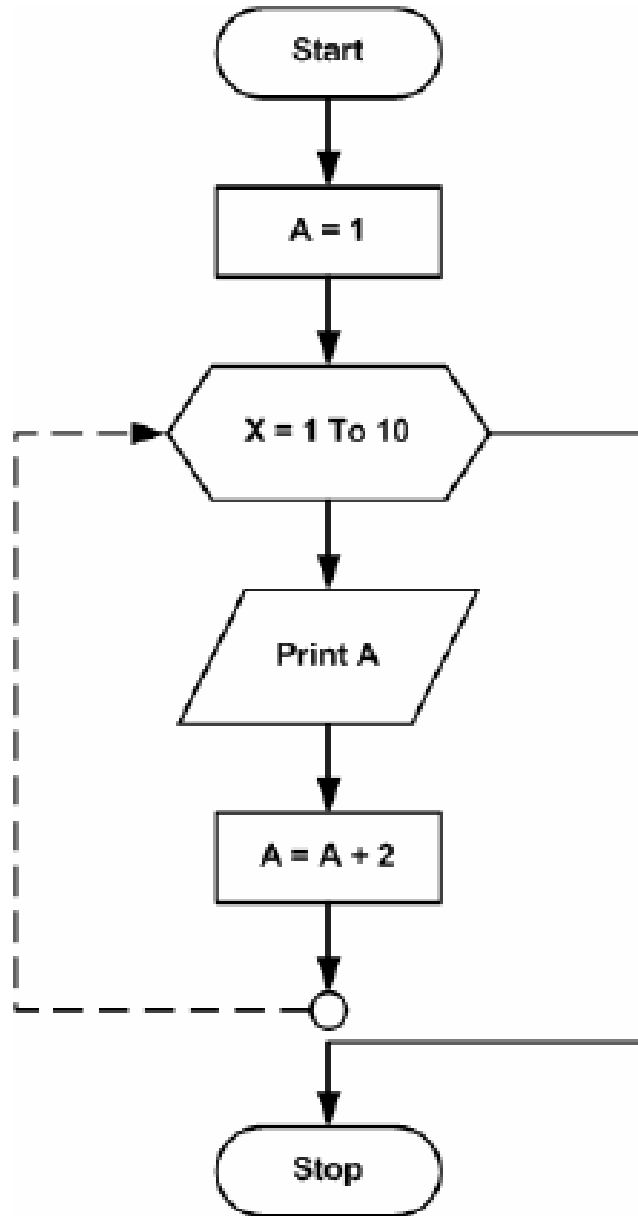 Start
A = 1
X = 1 To 10
Print A
A = A + 2
Stop